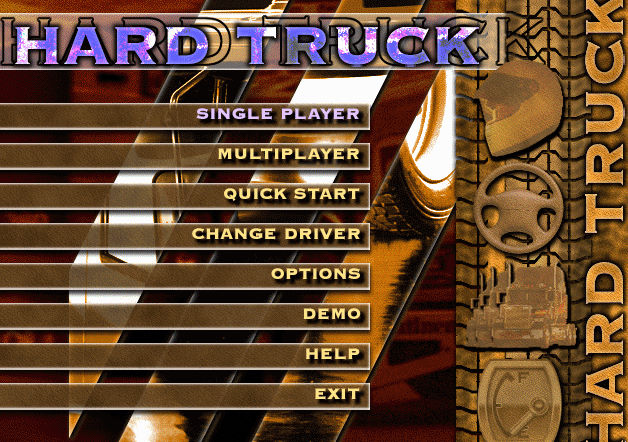 HARD TRUCK
SINGLE PLAYER
MULTIPLAYER
QUICK START
CHANGE DRIVER
OPTIONS
DEMO
HELP
EXIT
HARD TRUCK
F
E